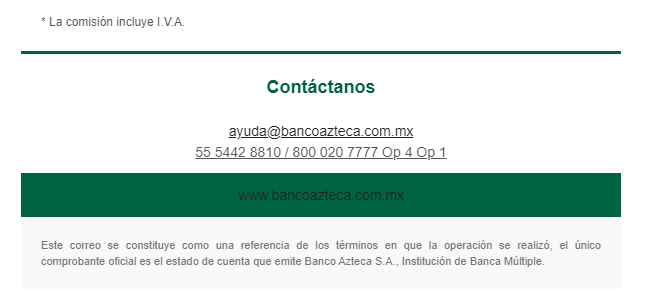 * La comisión incluye I.V.A.
Contáctanos
ayuda@bancoazteca.com.mx
55 5442 8810 / 800 020 7777 Op 4 Op 1
www.bancoazteca.com.mx
Este correo se constituye como una referencia de los términos en que la operación se realizó, el único
comprobante oficial es el estado de cuenta que emite Banco Azteca S.A., Institución de Banca Múltiple.